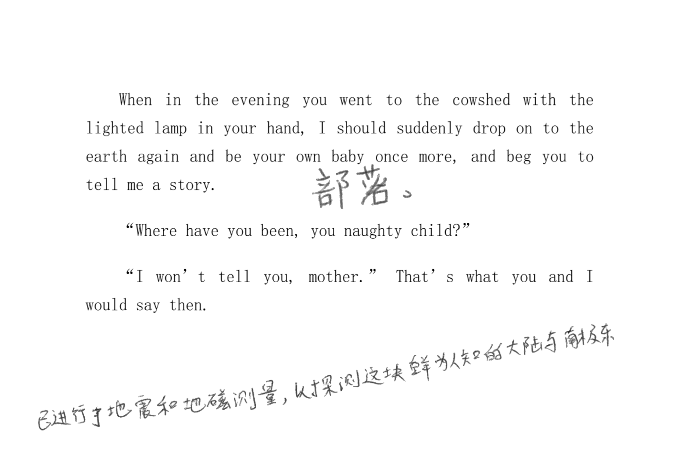 When in the evening you went to the cowshed with the
lighted lamp in your hand, I should suddenly drop on to the
earth again and be your own baby once more, and beg you to
tell me a story.
部落。
“Where have you been, you naughty child?”
“I won’t tell you, mother.” That’s what you and I
would say then.
已进行了地震和地磁测量,以探测这块鲜为人知的大陆与南极东